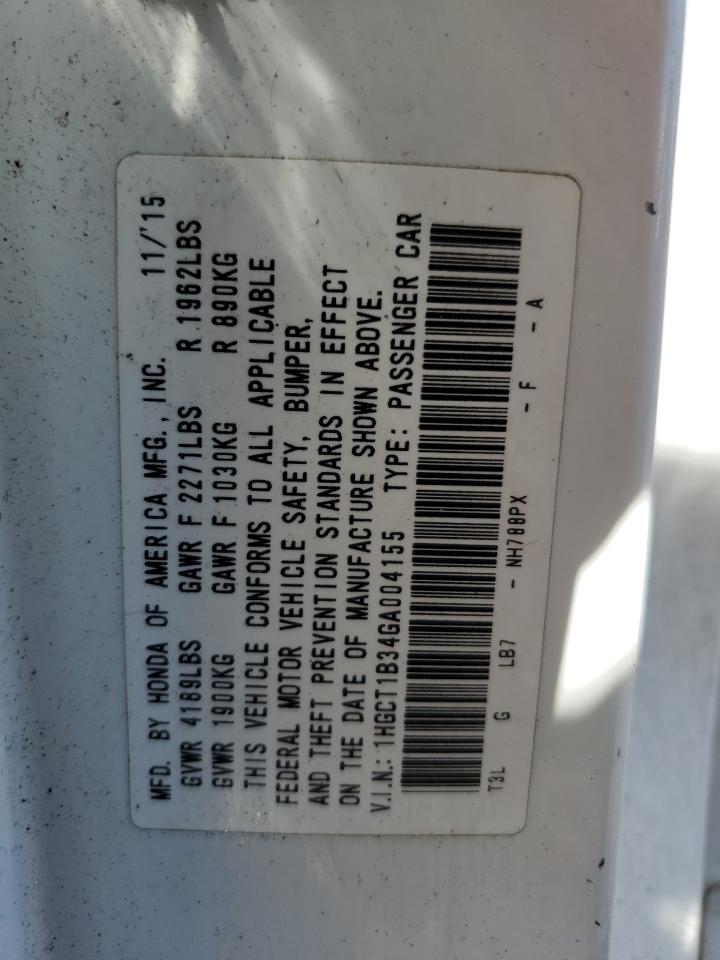 MFD. BY HONDA OF AMERICA MFG., INC. 11/'15
GVWR 4189LBS GAWR F 2271LBS R 1962LBS
GVWR 1900KG GAWR F 1030KG R 890KG
THIS VEHICLE CONFORMS TO ALL APPLICABLE
FEDERAL MOTOR VEHICLE SAFETY, BUMPER,
AND THEFT PREVENTION STANDARDS IN EFFECT
ON THE DATE OF MANUFACTURE SHOWN ABOVE.
V.I.N.: 1HGCT1B34GA004155 TYPE: PASSENGER CAR
T3L G LB7 - NH788PX - F - A